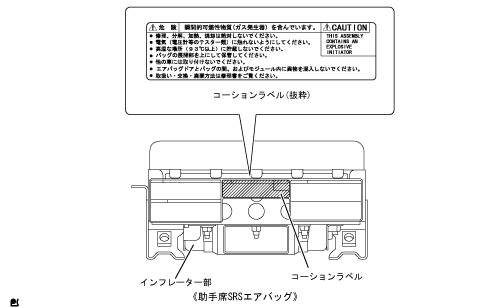 ⚠危 険 瞬間的可燃性物質(ガス発生器)を含んでいます。
● 修理、分解、加熱、焼却は絶対しないでください。
● 電気(電圧計等のテスター類)に触れないようにしてください。
● 高温な場所(93℃以上)に貯蔵しないでください。
● バッグの展開部を上にして保管してください。
● 他の車には取り付けないでください。
● エアバッグドアとバッグの間、およびモジュール内に異物を混入しないでください。
● 取扱い・交換・廃棄方法は修理書をご覧ください。
⚠CAUTION
THIS ASSEMBLY
CONTAINS AN
EXPLOSIVE
INITIATOR
コーションラベル(抜粋)
インフレーター部
コーションラベル
《助手席SRSエアバッグ》